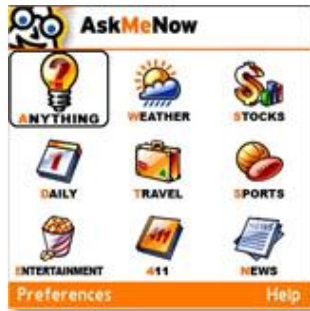 AskMeNow
ANYTHING WEATHER STOCKS
DAILY TRAVEL SPORTS
ENTERTAINMENT 411 NEWS
Preferences Help